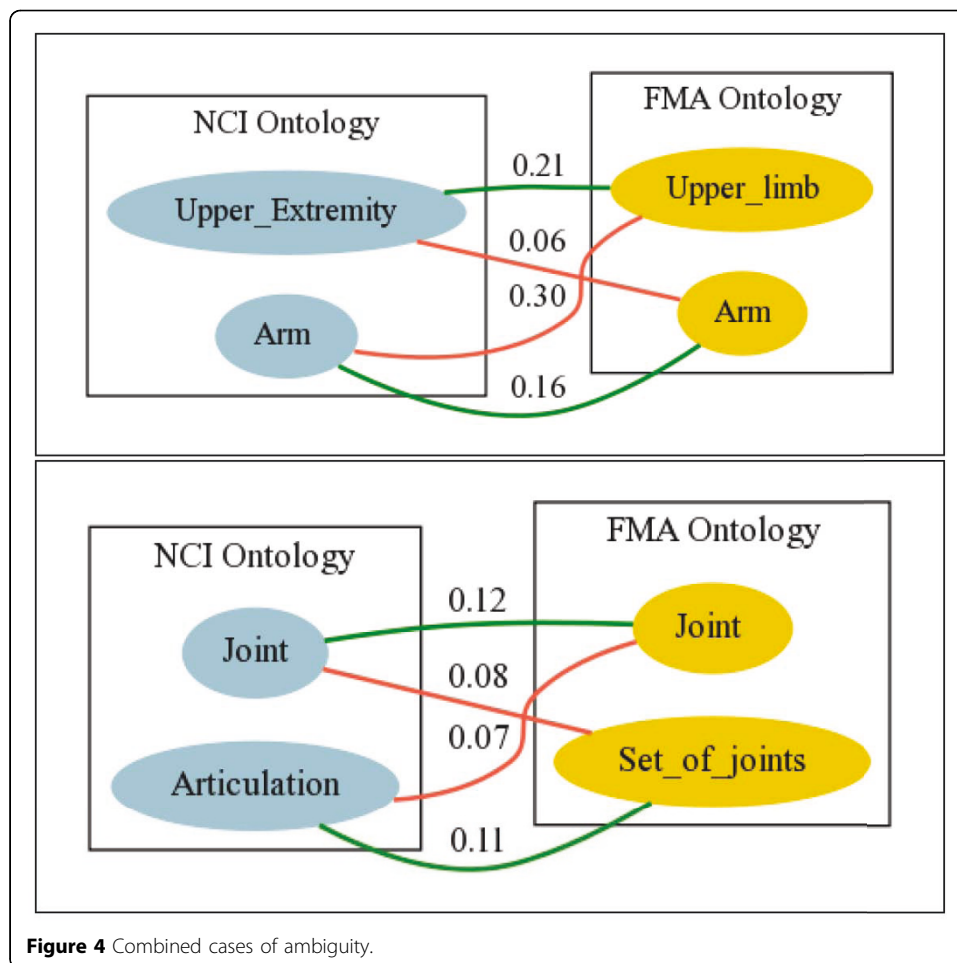 NCI Ontology
FMA Ontology
Upper_Extremity
0.21
Upper_limb
0.06
0.30
Arm
Arm
0.16
NCI Ontology
FMA Ontology
Joint
0.12
Joint
0.08
0.07
Articulation
Set_of_joints
0.11
Figure 4 Combined cases of ambiguity.